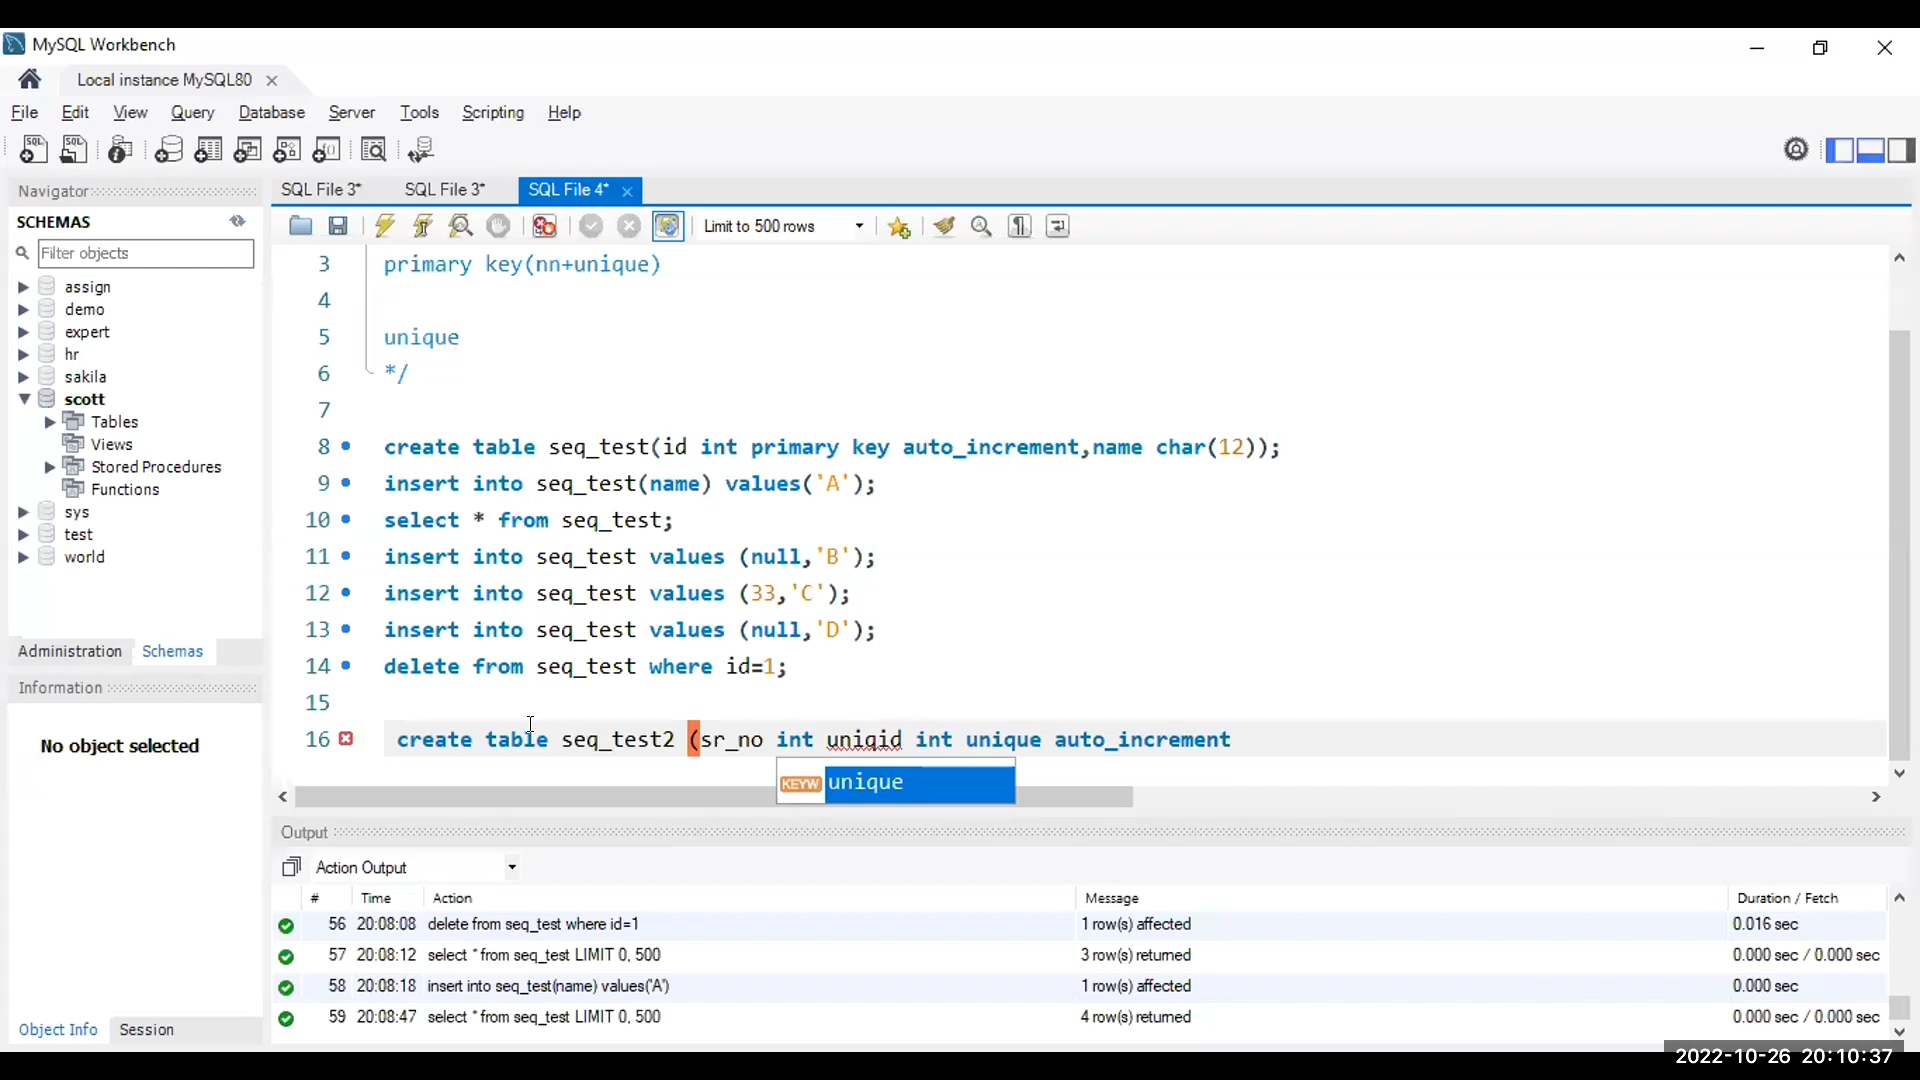 MySQL Workbench
Local instance MySQL80
File Edit View Query Database Server Tools Scripting Help
Navigator
SCHEMAS
Filter objects
assign
demo
expert
hr
sakila
scott
Tables
Views
Stored Procedures
Functions
sys
test
world
Administration Schemas
Information
No object selected
Object Info Session
SQL File 3* SQL File 3* SQL File 4*
Limit to 500 rows
3 primary key(nn+unique)
4
5 unique
6 */
7
8 create table seq_test(id int primary key auto_increment,name char(12));
9 insert into seq_test(name) values('A');
10 select * from seq_test;
11 insert into seq_test values (null,'B');
12 insert into seq_test values (33,'C');
13 insert into seq_test values (null,'D');
14 delete from seq_test where id=1;
15
16 create table seq_test2 (sr_no int uniqid int unique auto_increment
KEYW unique
Output
Action Output
# Time Action Message Duration / Fetch
56 20:08:08 delete from seq_test where id=1 1 row(s) affected 0.016 sec
57 20:08:12 select * from seq_test LIMIT 0, 500 3 row(s) returned 0.000 sec / 0.000 sec
58 20:08:18 insert into seq_test(name) values('A') 1 row(s) affected 0.000 sec
59 20:08:47 select * from seq_test LIMIT 0, 500 4 row(s) returned 0.000 sec / 0.000 sec
2022-10-26 20:10:37